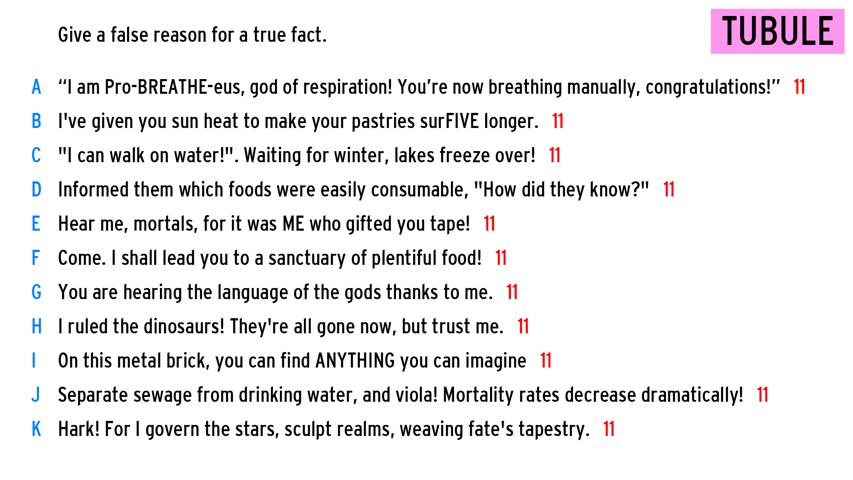 Give a false reason for a true fact.
TUBULE
A “I am Pro-BREATHE-eus, god of respiration! You’re now breathing manually, congratulations!” 11
B I've given you sun heat to make your pastries surFIVE longer. 11
C "I can walk on water!". Waiting for winter, lakes freeze over! 11
D Informed them which foods were easily consumable, "How did they know?" 11
E Hear me, mortals, for it was ME who gifted you tape! 11
F Come. I shall lead you to a sanctuary of plentiful food! 11
G You are hearing the language of the gods thanks to me. 11
H I ruled the dinosaurs! They're all gone now, but trust me. 11
I On this metal brick, you can find ANYTHING you can imagine 11
J Separate sewage from drinking water, and viola! Mortality rates decrease dramatically! 11
K Hark! For I govern the stars, sculpt realms, weaving fate's tapestry. 11